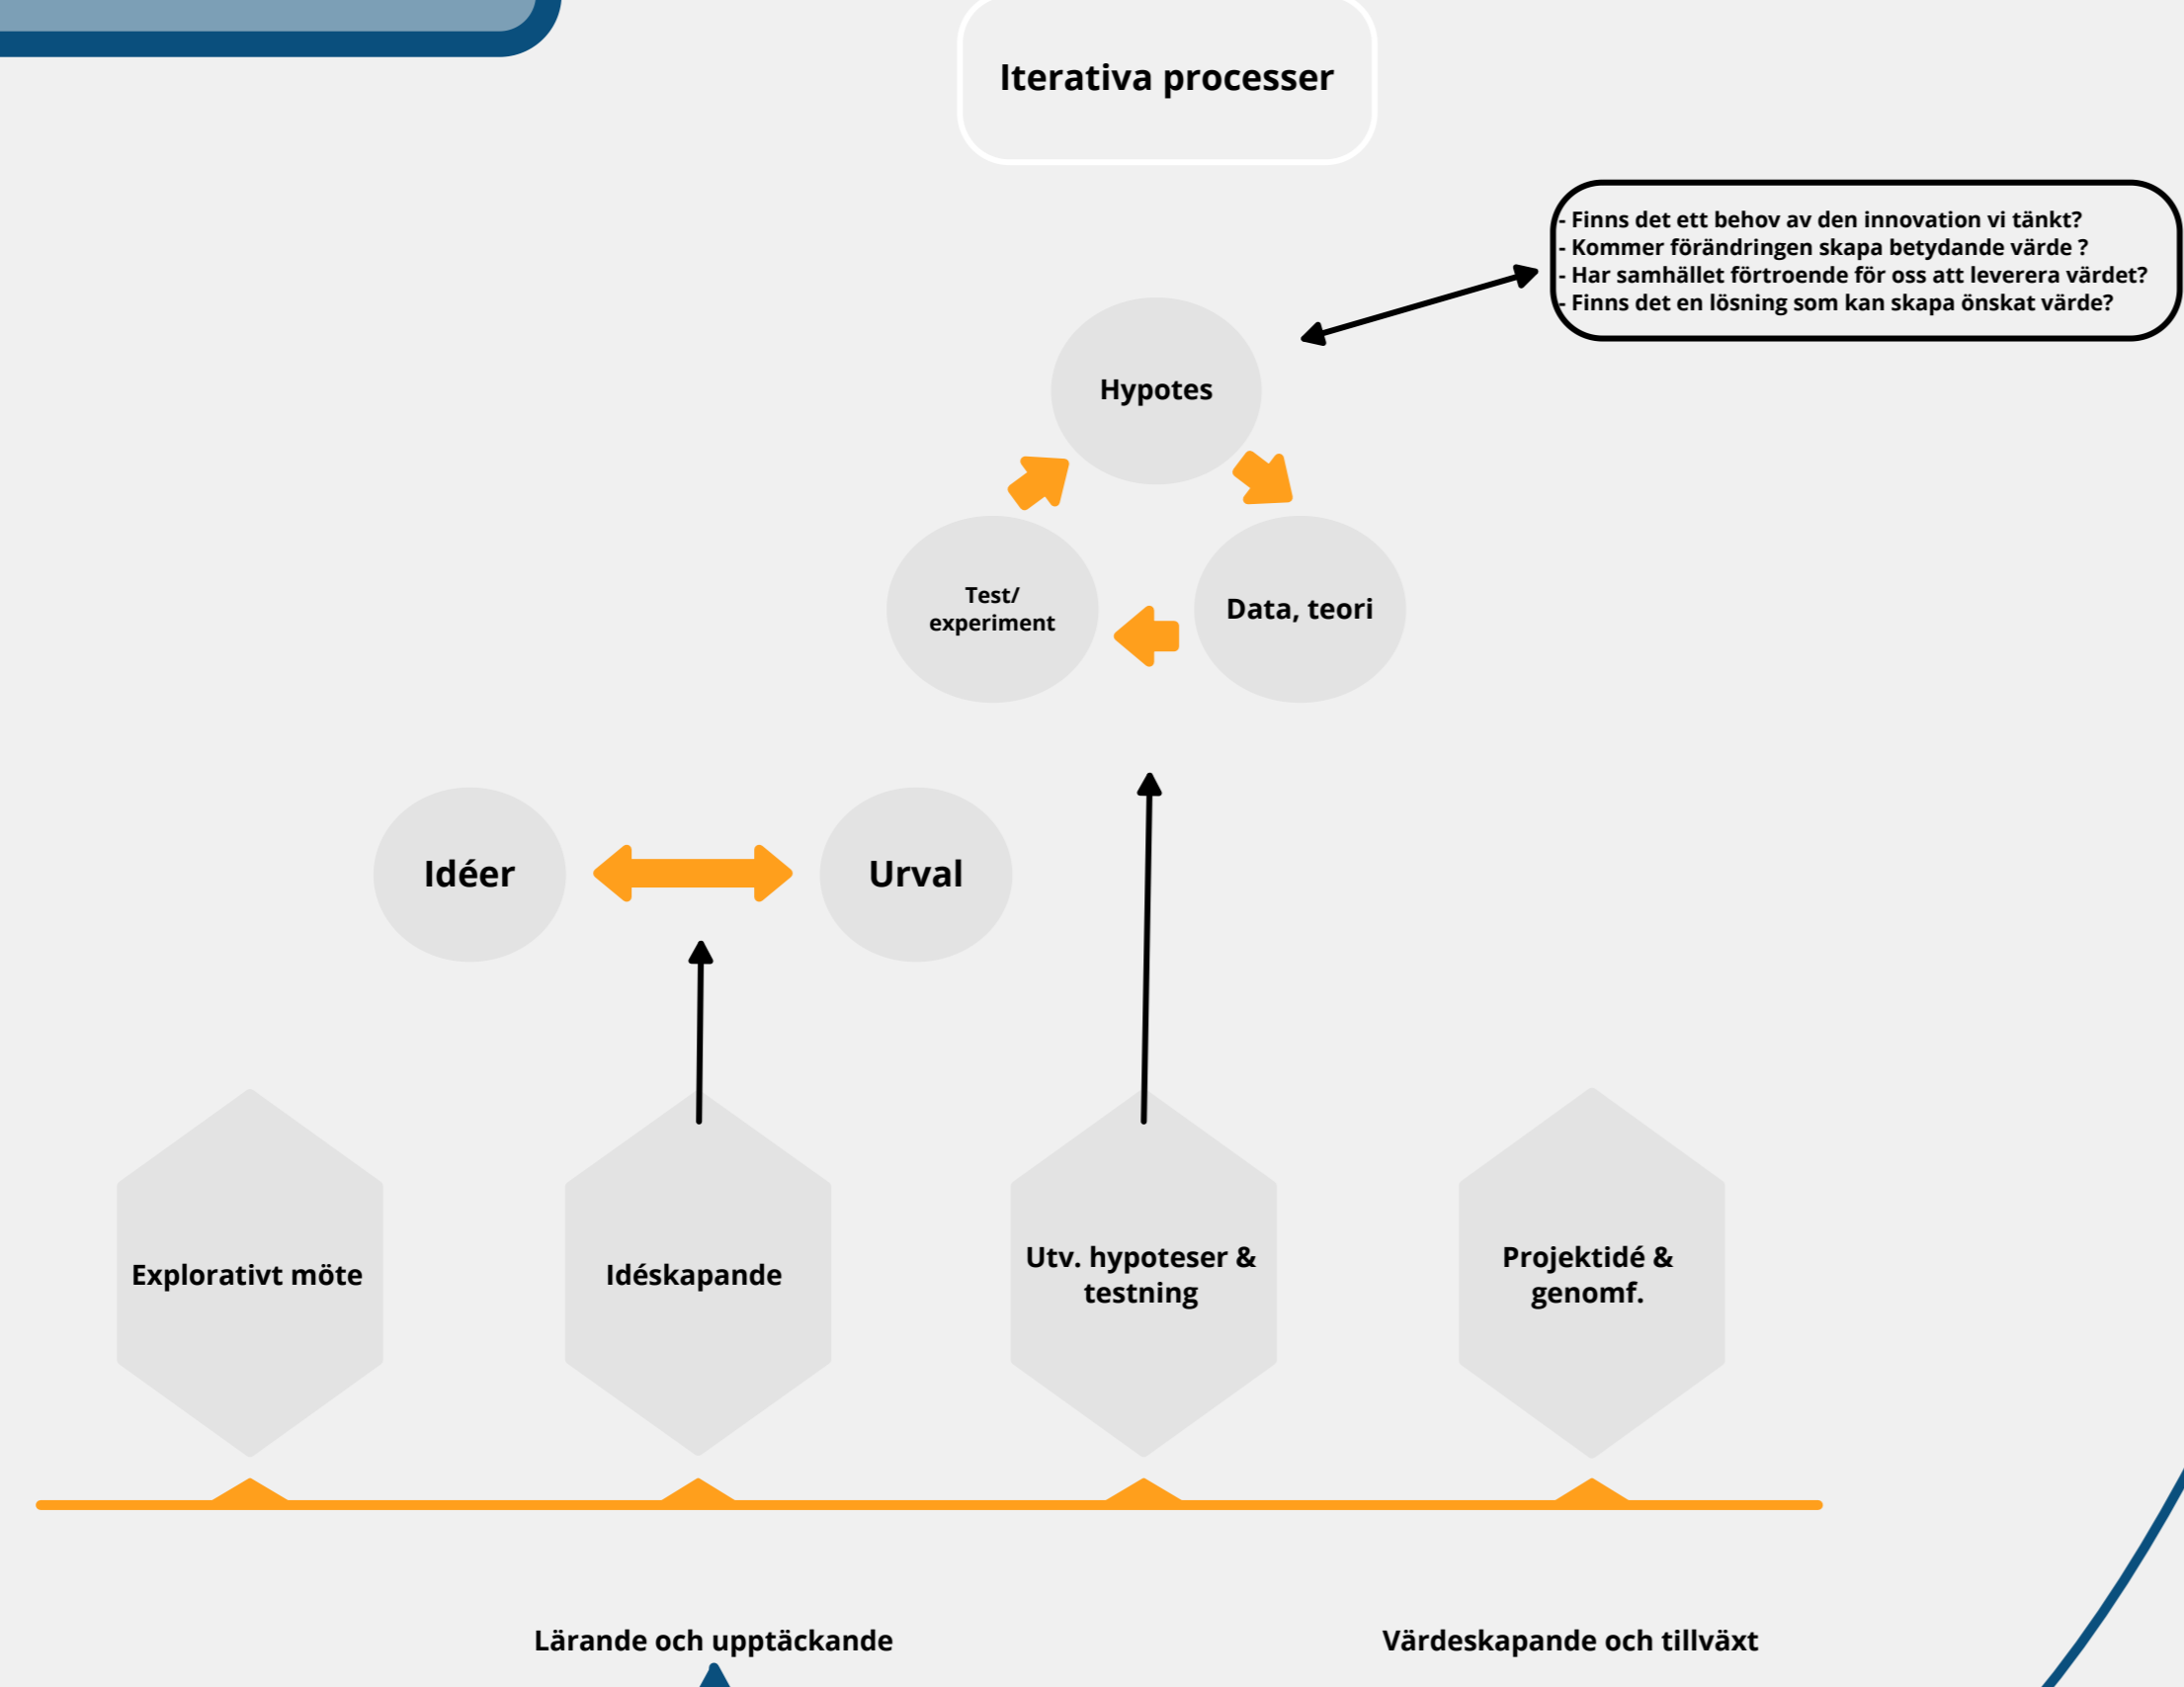 Iterativa processer
- Finns det ett behov av den innovation vi tänkt?
- Kommer förändringen skapa betydande värde ?
- Har samhället förtroende för oss att leverera värdet?
- Finns det en lösning som kan skapa önskat värde?
Hypotes
Test/
experiment
Data, teori
Idéer
Urval
Explorativt möte
Idéskapande
Utv. hypoteser &
testning
Projektidé &
genomf.
Lärande och upptäckande
Värdeskapande och tillväxt